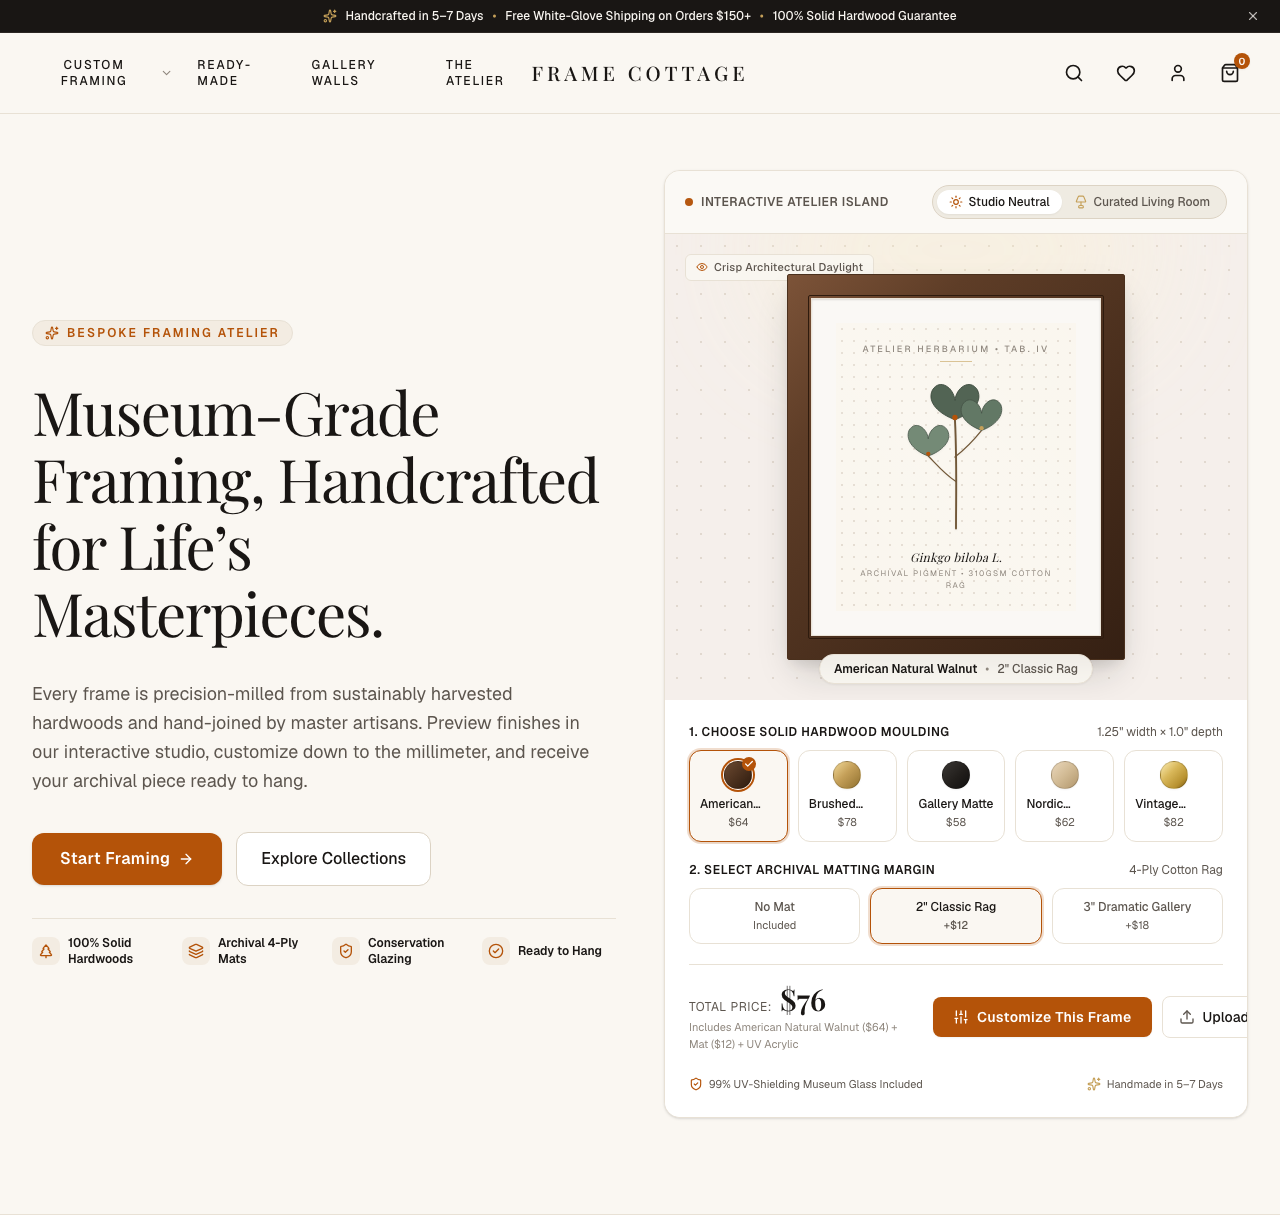 Handcrafted in 5–7 Days • Free White-Glove Shipping on Orders $150+ • 100% Solid Hardwood Guarantee
CUSTOM
FRAMING
READY-
MADE
GALLERY
WALLS
THE
ATELIER
FRAME COTTAGE
0
BESPOKE FRAMING ATELIER
Museum-Grade
Framing, Handcrafted
for Life’s
Masterpieces.
Every frame is precision-milled from sustainably harvested
hardwoods and hand-joined by master artisans. Preview finishes in
our interactive studio, customize down to the millimeter, and receive
your archival piece ready to hang.
Start Framing →
Explore Collections
100% Solid
Hardwoods
Archival 4-Ply
Mats
Conservation
Glazing
Ready to Hang
INTERACTIVE ATELIER ISLAND
Studio Neutral
Curated Living Room
Crisp Architectural Daylight
ATELIER HERBARIUM • TAB. IV
Ginkgo biloba L.
ARCHIVAL PIGMENT • 310GSM COTTON
RAG
American Natural Walnut • 2" Classic Rag
1. CHOOSE SOLID HARDWOOD MOULDING
1.25" width × 1.0" depth
American…
$64
Brushed…
$78
Gallery Matte
$58
Nordic…
$62
Vintage…
$82
2. SELECT ARCHIVAL MATTING MARGIN
4-Ply Cotton Rag
No Mat
Included
2" Classic Rag
+$12
3" Dramatic Gallery
+$18
TOTAL PRICE: $76
Includes American Natural Walnut ($64) +
Mat ($12) + UV Acrylic
Customize This Frame
Upload
99% UV-Shielding Museum Glass Included
Handmade in 5–7 Days